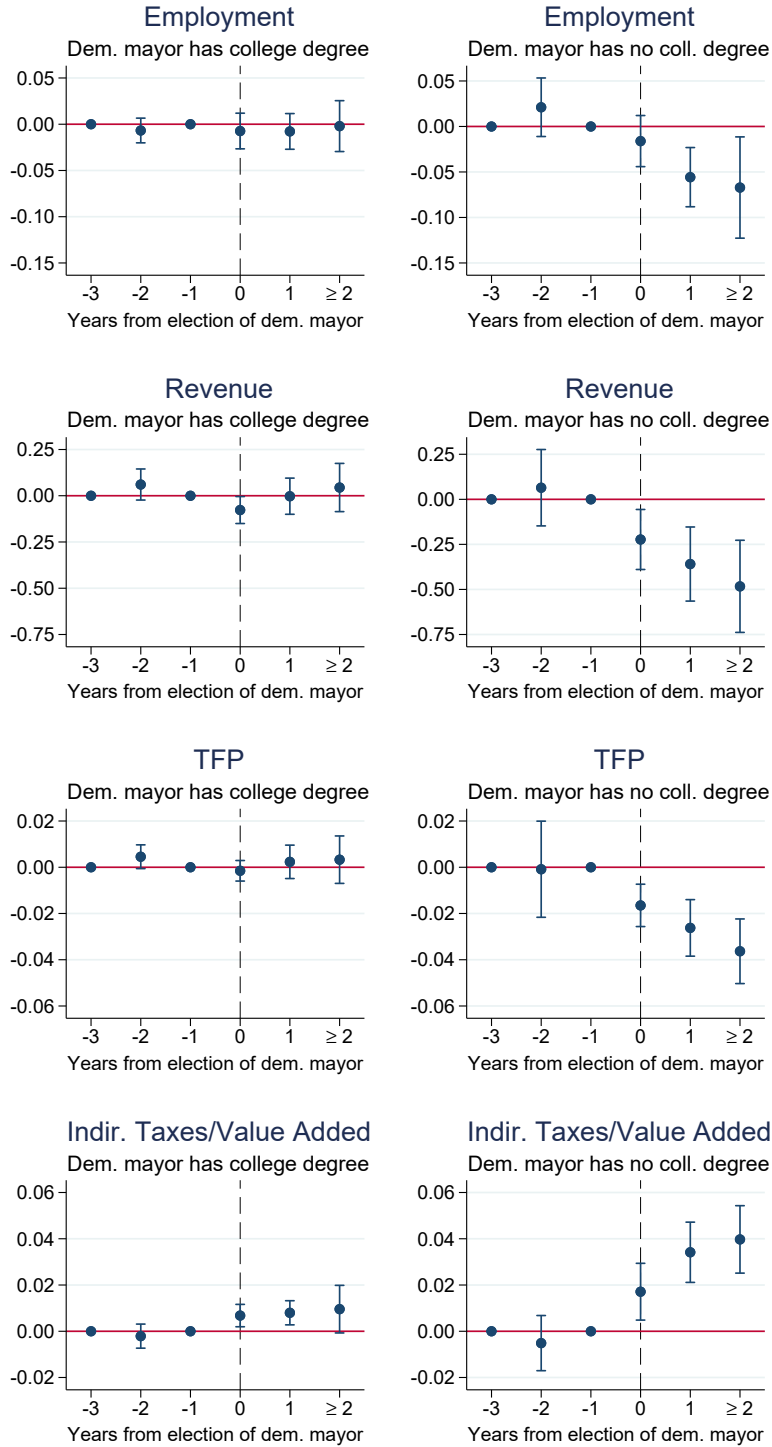 Employment
Dem. mayor has college degree
0.05
0.00
-0.05
-0.10
-0.15
-3 -2 -1 0 1 ≥ 2
Years from election of dem. mayor
Employment
Dem. mayor has no coll. degree
0.05
0.00
-0.05
-0.10
-0.15
-3 -2 -1 0 1 ≥ 2
Years from election of dem. mayor
Revenue
Dem. mayor has college degree
0.25
0.00
-0.25
-0.50
-0.75
-3 -2 -1 0 1 ≥ 2
Years from election of dem. mayor
Revenue
Dem. mayor has no coll. degree
0.25
0.00
-0.25
-0.50
-0.75
-3 -2 -1 0 1 ≥ 2
Years from election of dem. mayor
TFP
Dem. mayor has college degree
0.02
0.00
-0.02
-0.04
-0.06
-3 -2 -1 0 1 ≥ 2
Years from election of dem. mayor
TFP
Dem. mayor has no coll. degree
0.02
0.00
-0.02
-0.04
-0.06
-3 -2 -1 0 1 ≥ 2
Years from election of dem. mayor
Indir. Taxes/Value Added
Dem. mayor has college degree
0.06
0.04
0.02
0.00
-0.02
-3 -2 -1 0 1 ≥ 2
Years from election of dem. mayor
Indir. Taxes/Value Added
Dem. mayor has no coll. degree
0.06
0.04
0.02
0.00
-0.02
-3 -2 -1 0 1 ≥ 2
Years from election of dem. mayor